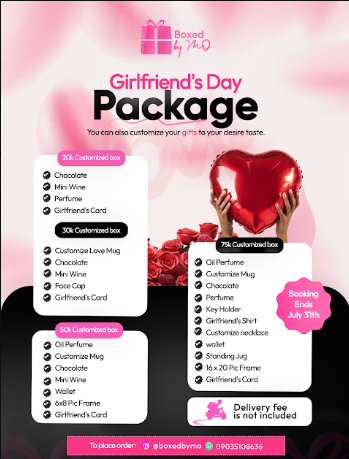 Boxed
by MO
Girlfriend's Day
Package
You can also customize your gifts to your desire taste.
20k Customized box
Chocolate
Mini Wine
Perfume
Girlfriend's Card
30k Customized box
Customize Love Mug
Chocolate
Mini Wine
Face Cap
Girlfriend's Card
50k Customized box
Oil Perfume
Customize Mug
Chocolate
Mini Wine
Wallet
6x8 Pic Frame
Girlfriend's Card
75k Customized box
Oil Perfume
Customize Mug
Chocolate
Perfume
Key Holder
Girlfriend's Shirt
Customize necklace
wallet
Standing Jug
16 x 20 Pic Frame
Girlfriend's Card
Booking
Ends
July 31th
Delivery fee
is not included
To place order: @boxedbymo 09035108636